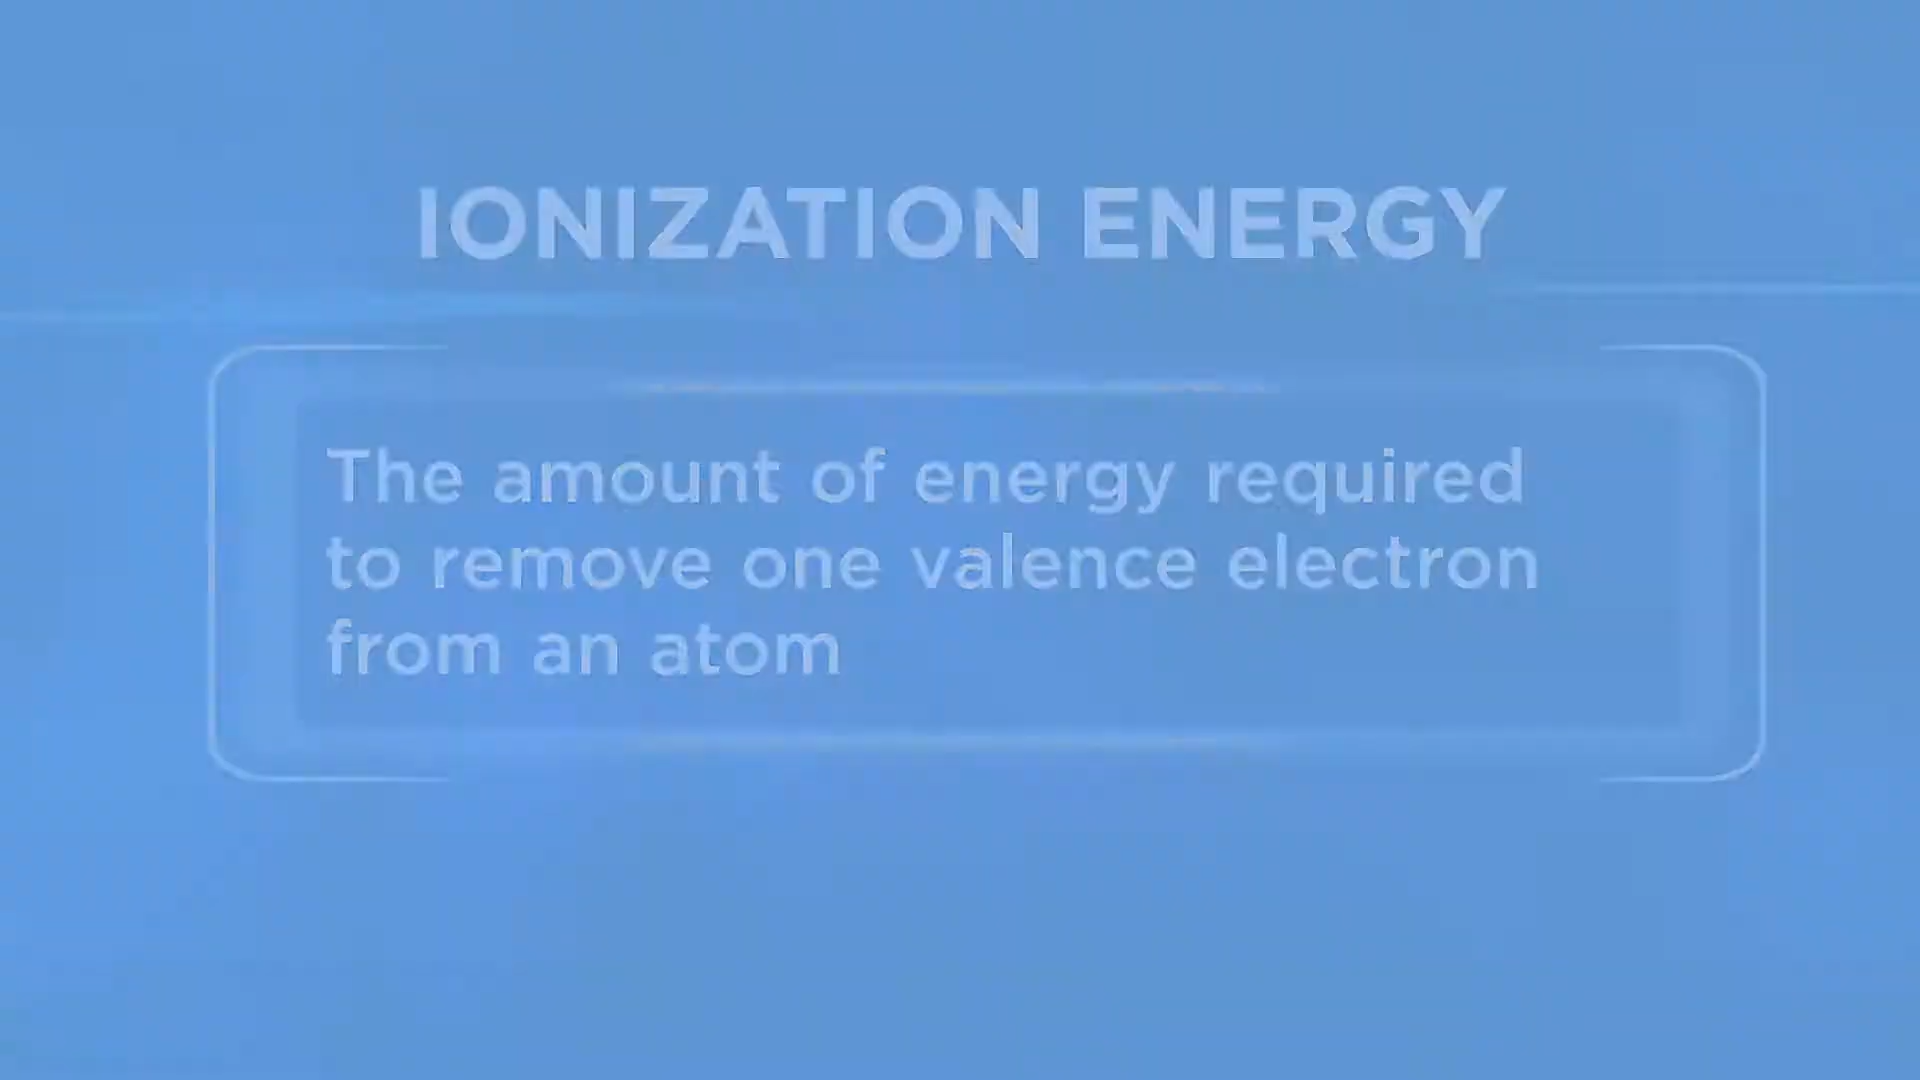 IONIZATION ENERGY
The amount of energy required
to remove one valence electron
from an atom